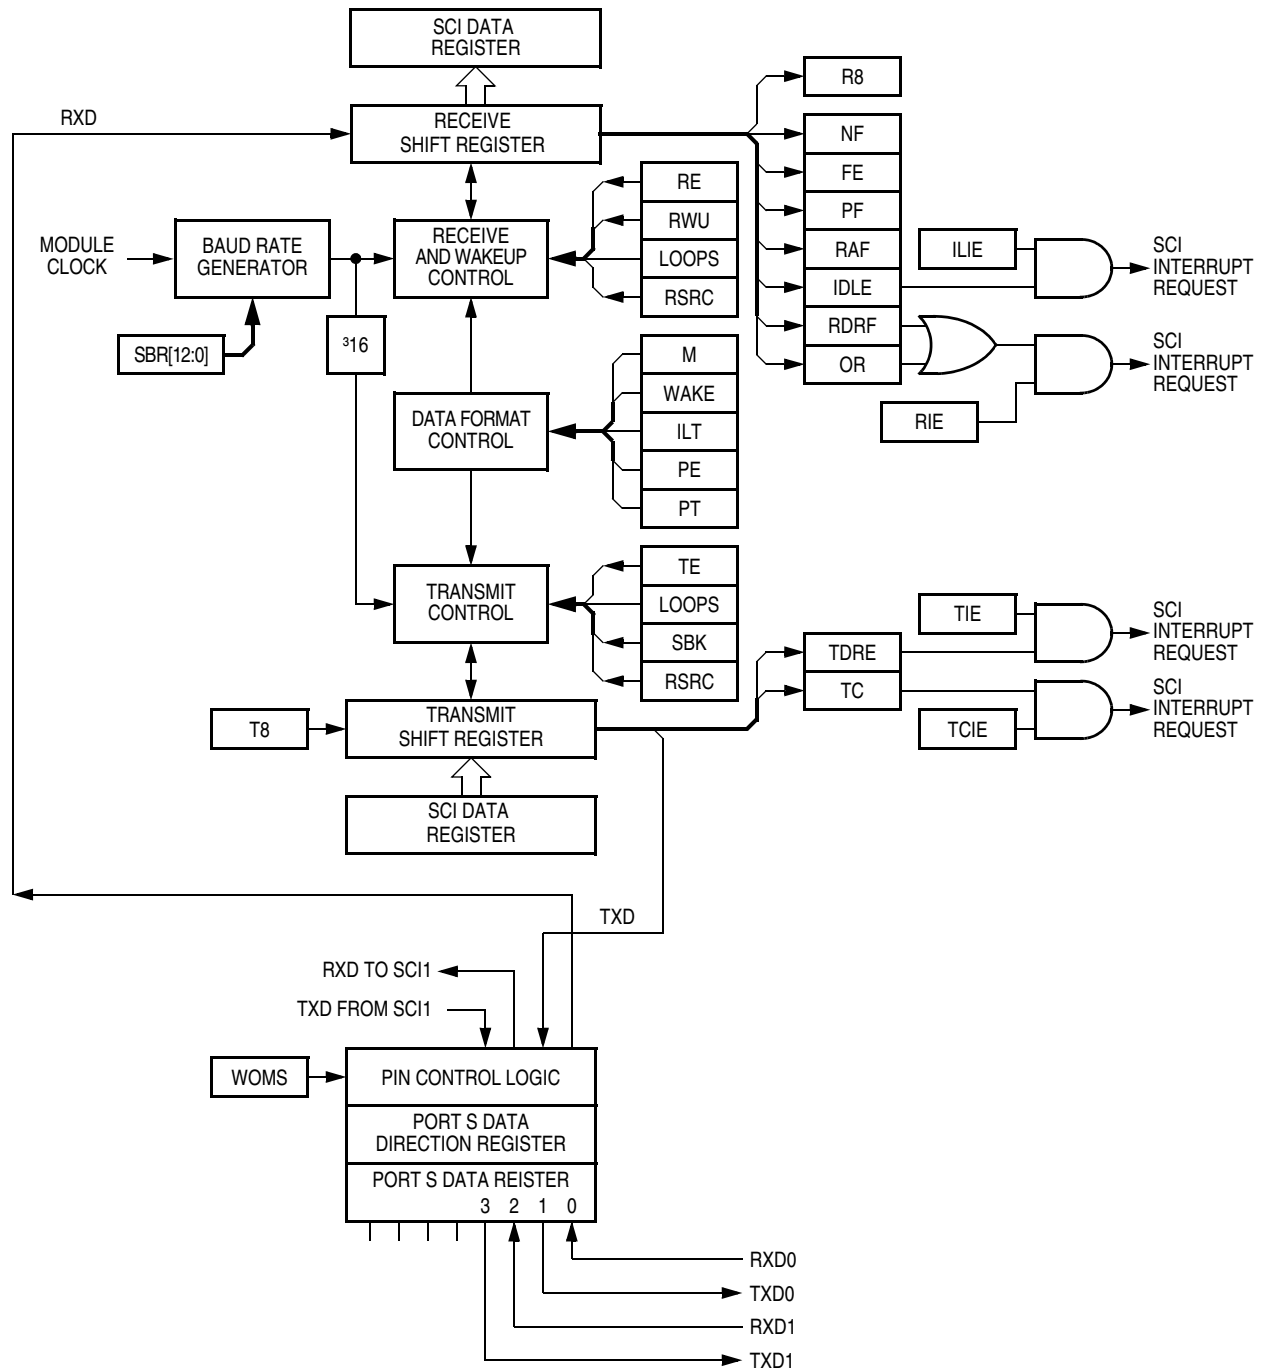 SCI DATA
REGISTER
R8
RXD
RECEIVE
SHIFT REGISTER
NF
FE
PF
RAF
IDLE
RDRF
OR
RE
RWU
LOOPS
RSRC
MODULE
CLOCK
BAUD RATE
GENERATOR
RECEIVE
AND WAKEUP
CONTROL
ILIE
SCI
INTERRUPT
REQUEST
SBR[12:0]
³16
SCI
INTERRUPT
REQUEST
RIE
M
WAKE
ILT
PE
PT
DATA FORMAT
CONTROL
TRANSMIT
CONTROL
TE
LOOPS
SBK
RSRC
TIE
SCI
INTERRUPT
REQUEST
TDRE
TC
TCIE
SCI
INTERRUPT
REQUEST
T8
TRANSMIT
SHIFT REGISTER
SCI DATA
REGISTER
TXD
RXD TO SCI1
TXD FROM SCI1
WOMS
PIN CONTROL LOGIC
PORT S DATA
DIRECTION REGISTER
PORT S DATA REISTER
3 2 1 0
RXD0
TXD0
RXD1
TXD1